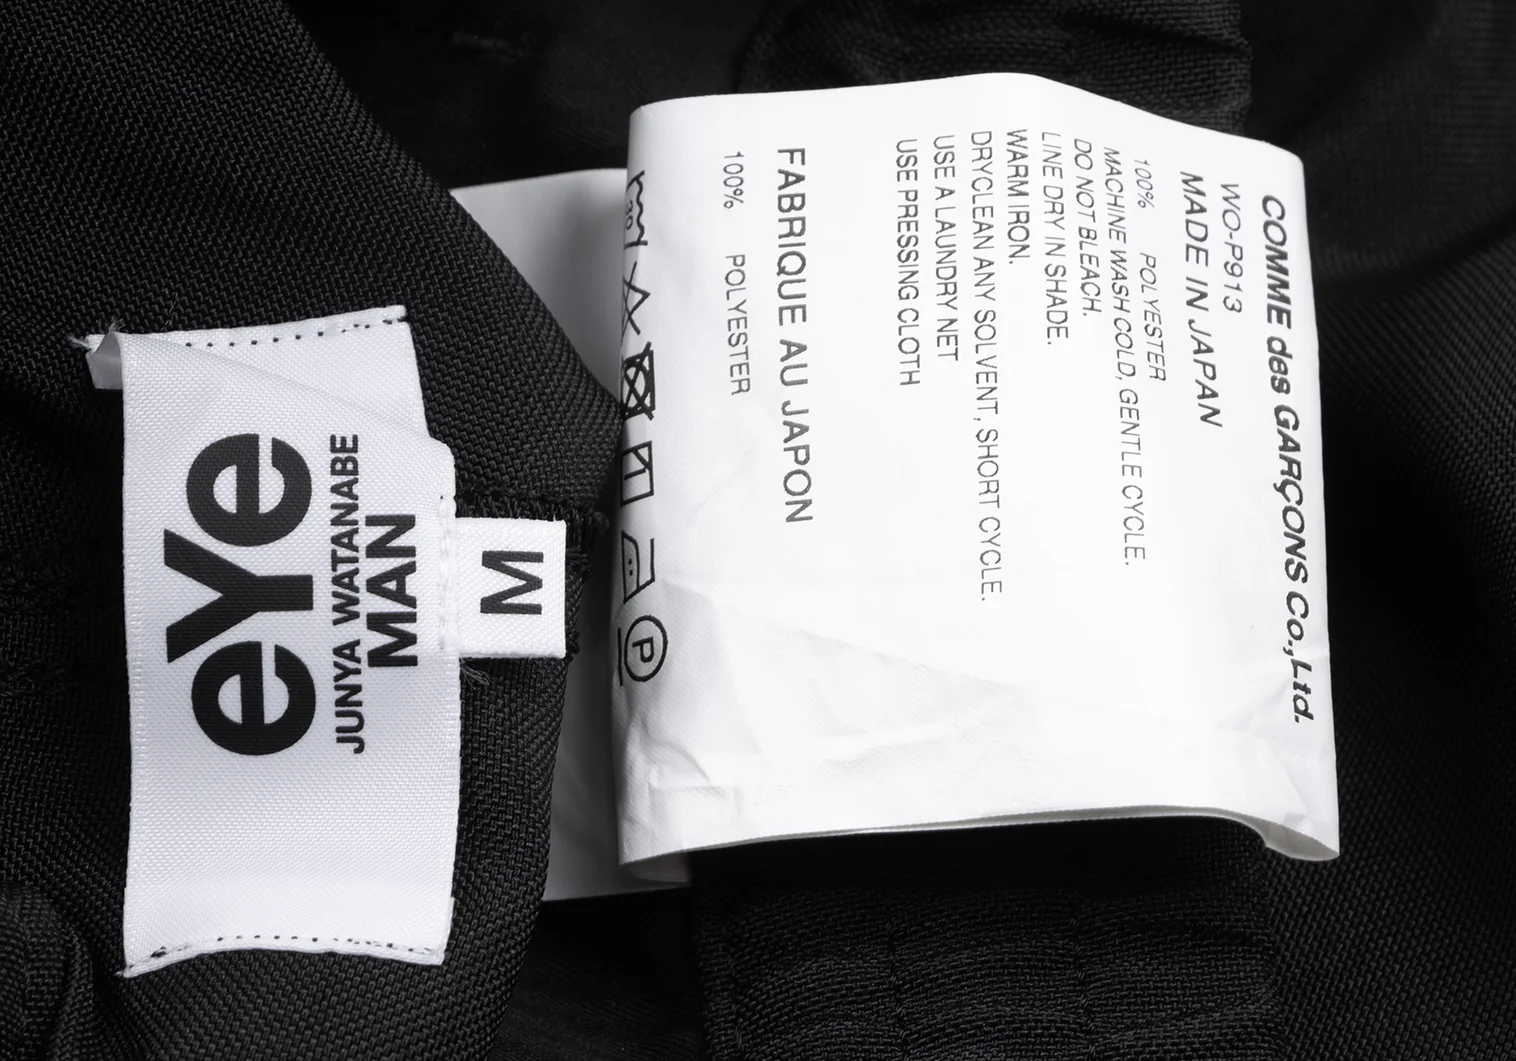 eYe
JUNYA WATANABE
MAN
M
COMME des GARÇONS Co.,Ltd.
WO-P913
MADE IN JAPAN
100% POLYESTER
MACHINE WASH COLD, GENTLE CYCLE.
DO NOT BLEACH.
LINE DRY IN SHADE.
WARM IRON.
DRYCLEAN ANY SOLVENT, SHORT CYCLE.
USE A LAUNDRY NET
USE PRESSING CLOTH
FABRIQUE AU JAPON
100% POLYESTER
30
P